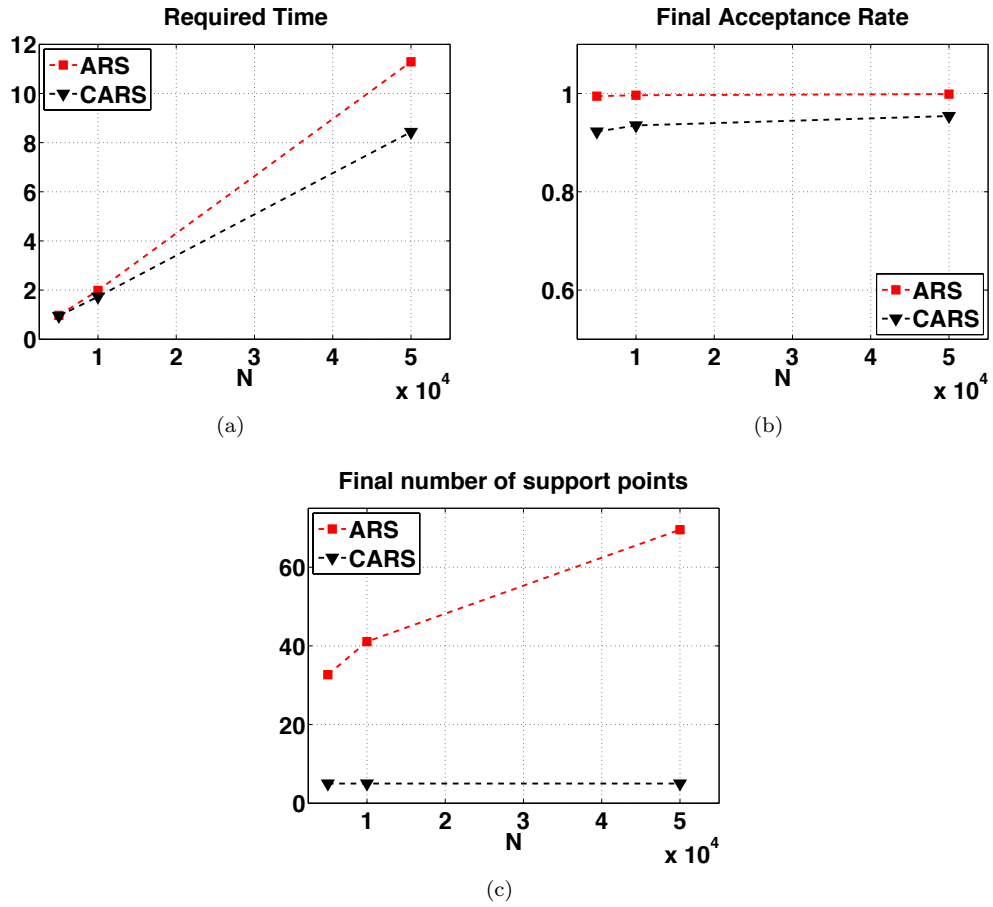 Required Time
12
10
8
6
4
2
0
ARS
CARS
1 2 3 4 5
N
x 10^4
(a)
Final Acceptance Rate
1
0.8
0.6
ARS
CARS
1 2 3 4 5
N
x 10^4
(b)
Final number of support points
60
40
20
0
ARS
CARS
1 2 3 4 5
N
x 10^4
(c)